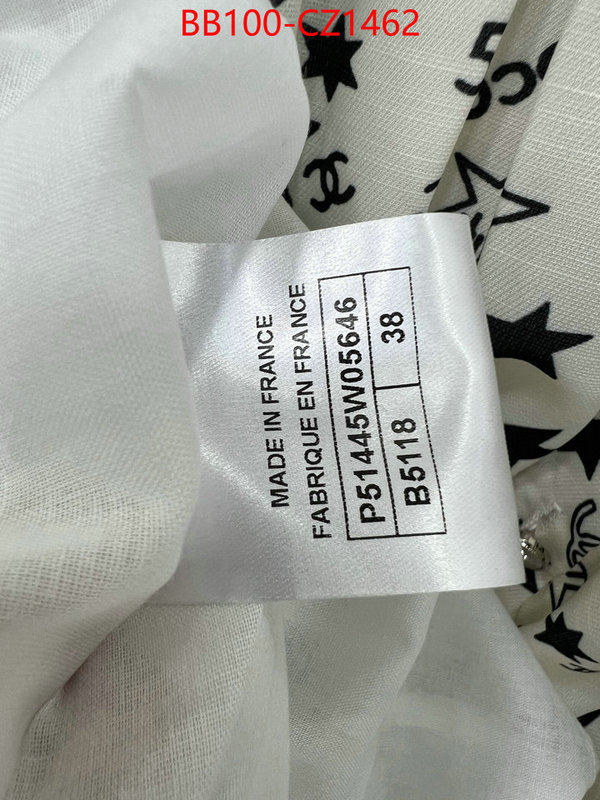 BB100-CZ1462
MADE IN FRANCE
FABRIQUE EN FRANCE
P51445W05646
B5118 38